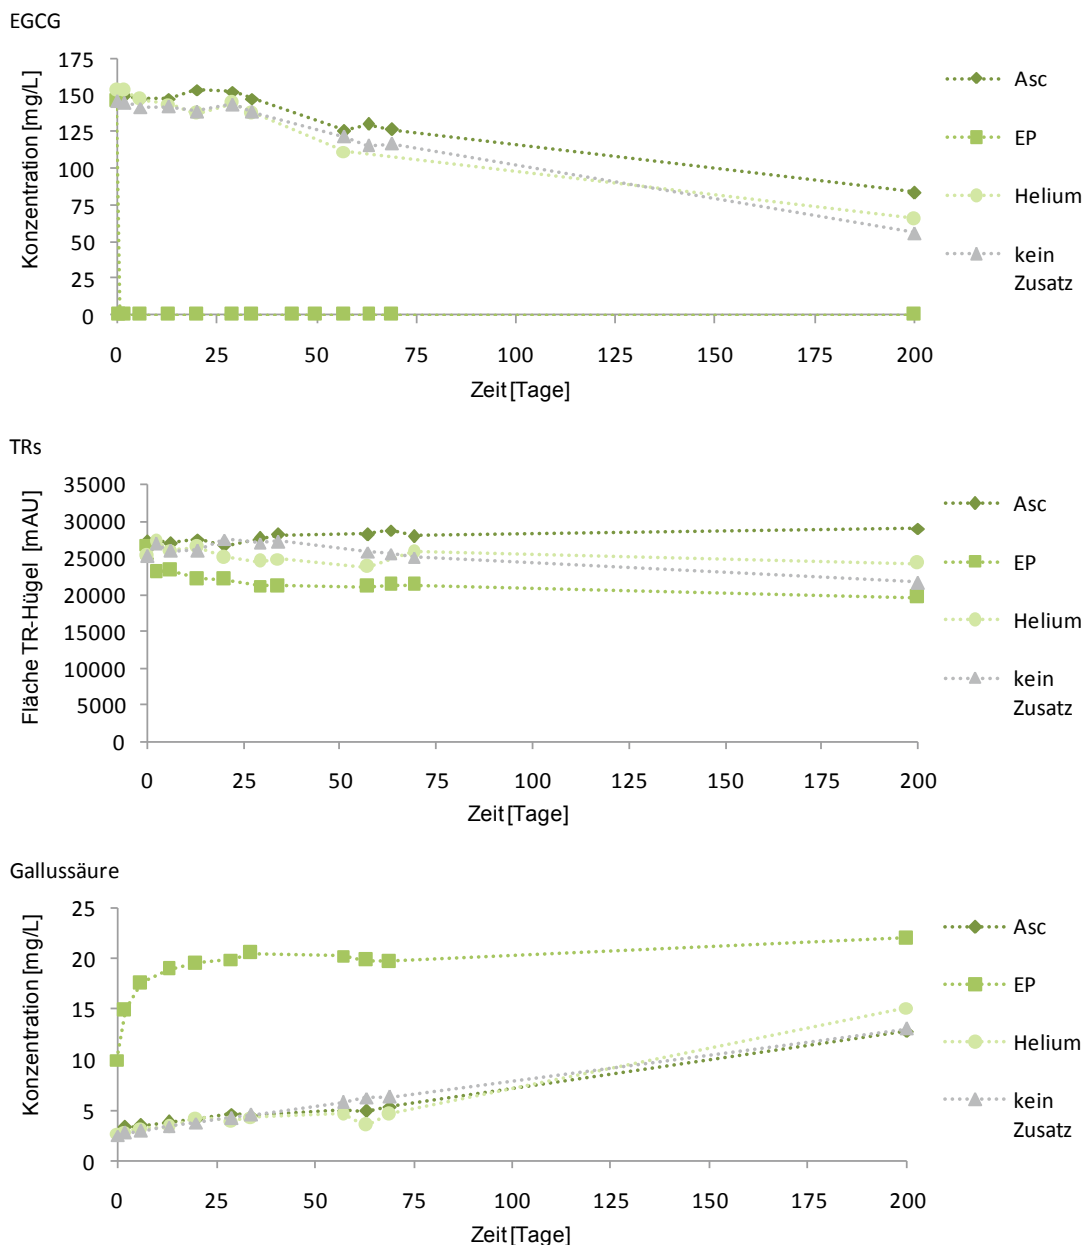 EGCG
Konzentration [mg/L]
175
150
125
100
75
50
25
0
0 25 50 75 100 125 150 175 200
Zeit [Tage]
Asc
EP
Helium
kein
Zusatz
TRs
Fläche TR-Hügel [mAU]
35000
30000
25000
20000
15000
10000
5000
0
0 25 50 75 100 125 150 175 200
Zeit [Tage]
Asc
EP
Helium
kein
Zusatz
Gallussäure
Konzentration [mg/L]
25
20
15
10
5
0
0 25 50 75 100 125 150 175 200
Zeit [Tage]
Asc
EP
Helium
kein
Zusatz